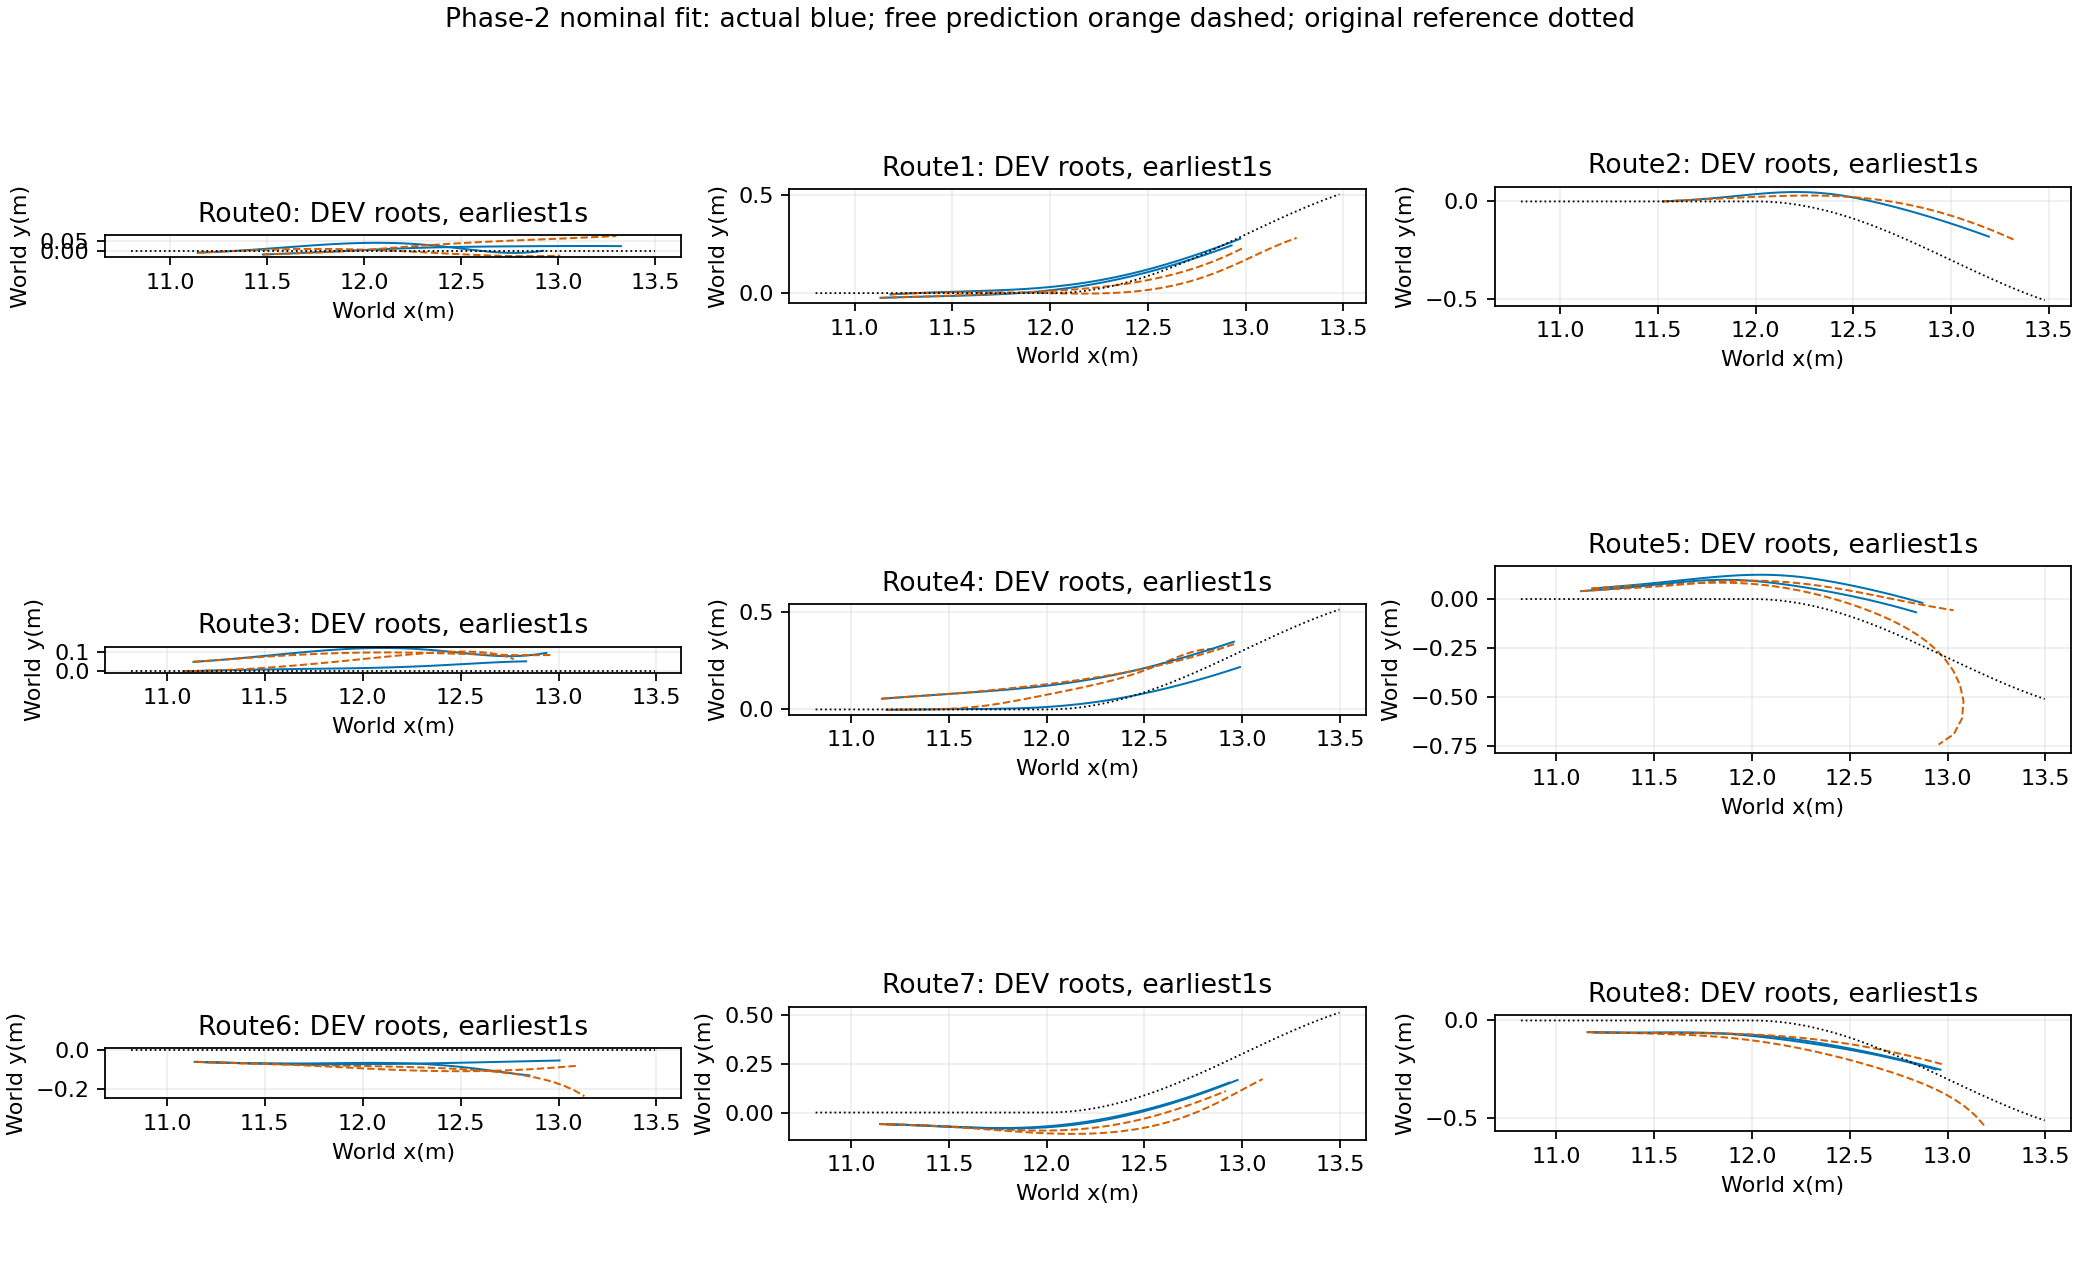 Phase-2 nominal fit: actual blue; free prediction orange dashed; original reference dotted
Route0: DEV roots, earliest1s
World y(m)
0.05
0.00
11.0 11.5 12.0 12.5 13.0 13.5
World x(m)
Route1: DEV roots, earliest1s
World y(m)
0.5
0.0
11.0 11.5 12.0 12.5 13.0 13.5
World x(m)
Route2: DEV roots, earliest1s
World y(m)
0.0
−0.5
11.0 11.5 12.0 12.5 13.0 13.5
World x(m)
Route3: DEV roots, earliest1s
World y(m)
0.1
0.0
11.0 11.5 12.0 12.5 13.0 13.5
World x(m)
Route4: DEV roots, earliest1s
World y(m)
0.5
0.0
11.0 11.5 12.0 12.5 13.0 13.5
World x(m)
Route5: DEV roots, earliest1s
World y(m)
0.00
−0.25
−0.50
−0.75
11.0 11.5 12.0 12.5 13.0 13.5
World x(m)
Route6: DEV roots, earliest1s
World y(m)
0.0
−0.2
11.0 11.5 12.0 12.5 13.0 13.5
World x(m)
Route7: DEV roots, earliest1s
World y(m)
0.50
0.25
0.00
11.0 11.5 12.0 12.5 13.0 13.5
World x(m)
Route8: DEV roots, earliest1s
World y(m)
0.0
−0.5
11.0 11.5 12.0 12.5 13.0 13.5
World x(m)